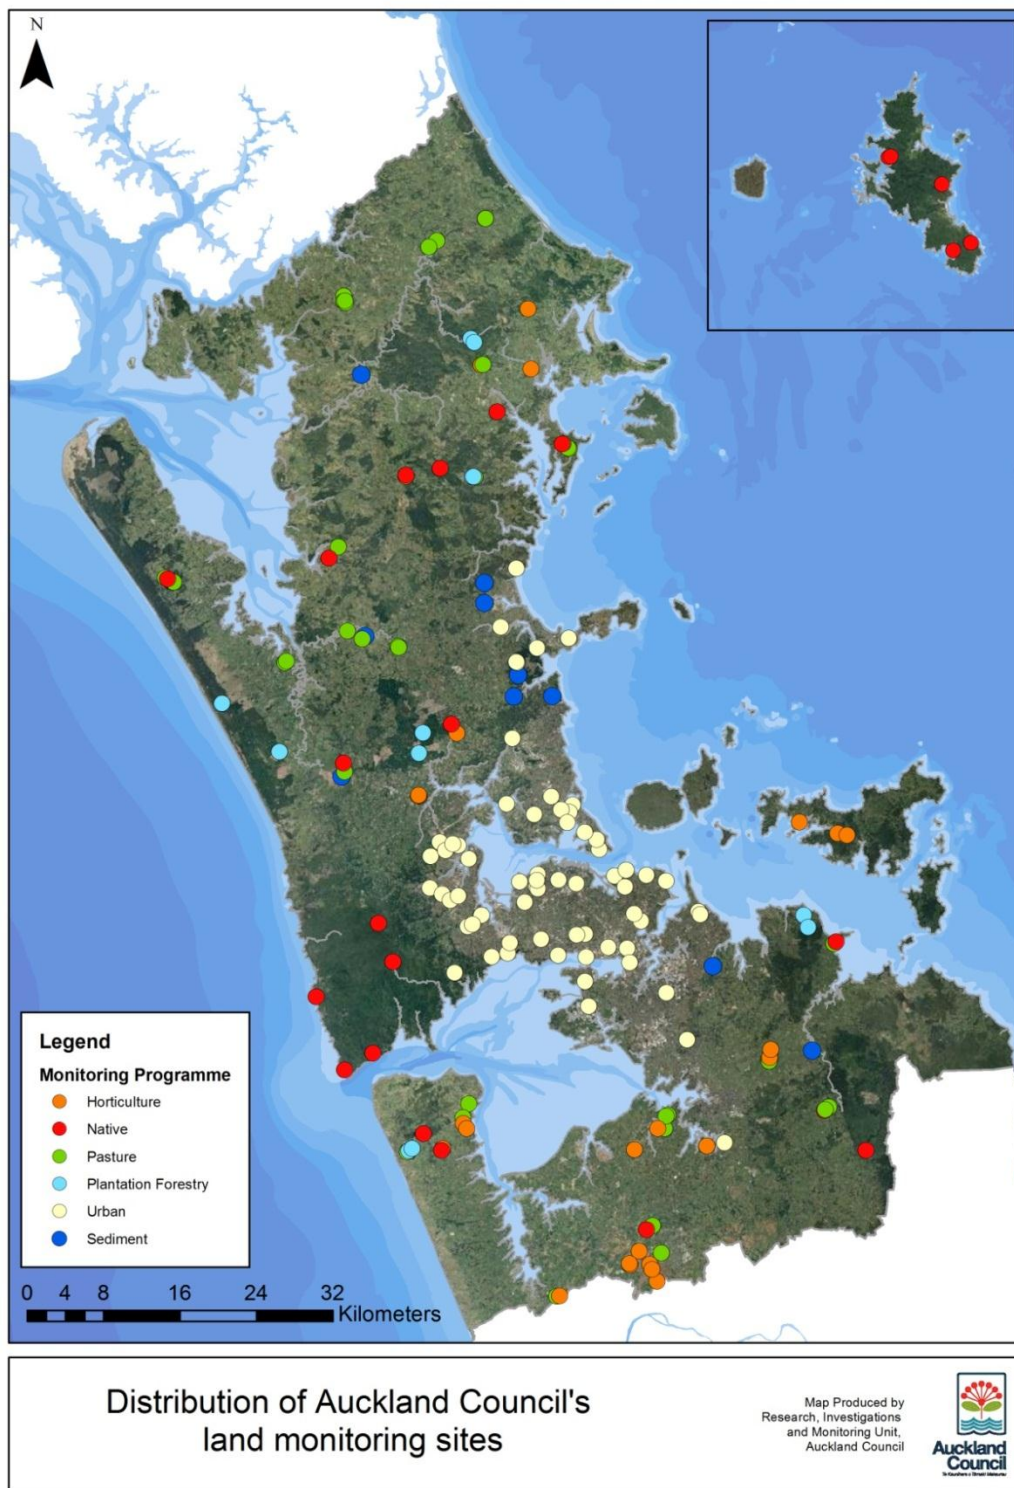 N
Legend
Monitoring Programme
Horticulture
Native
Pasture
Plantation Forestry
Urban
Sediment
0 4 8 16 24 32
Kilometers
Distribution of Auckland Council's
land monitoring sites
Map Produced by
Research, Investigations
and Monitoring Unit,
Auckland Council
Auckland
Council